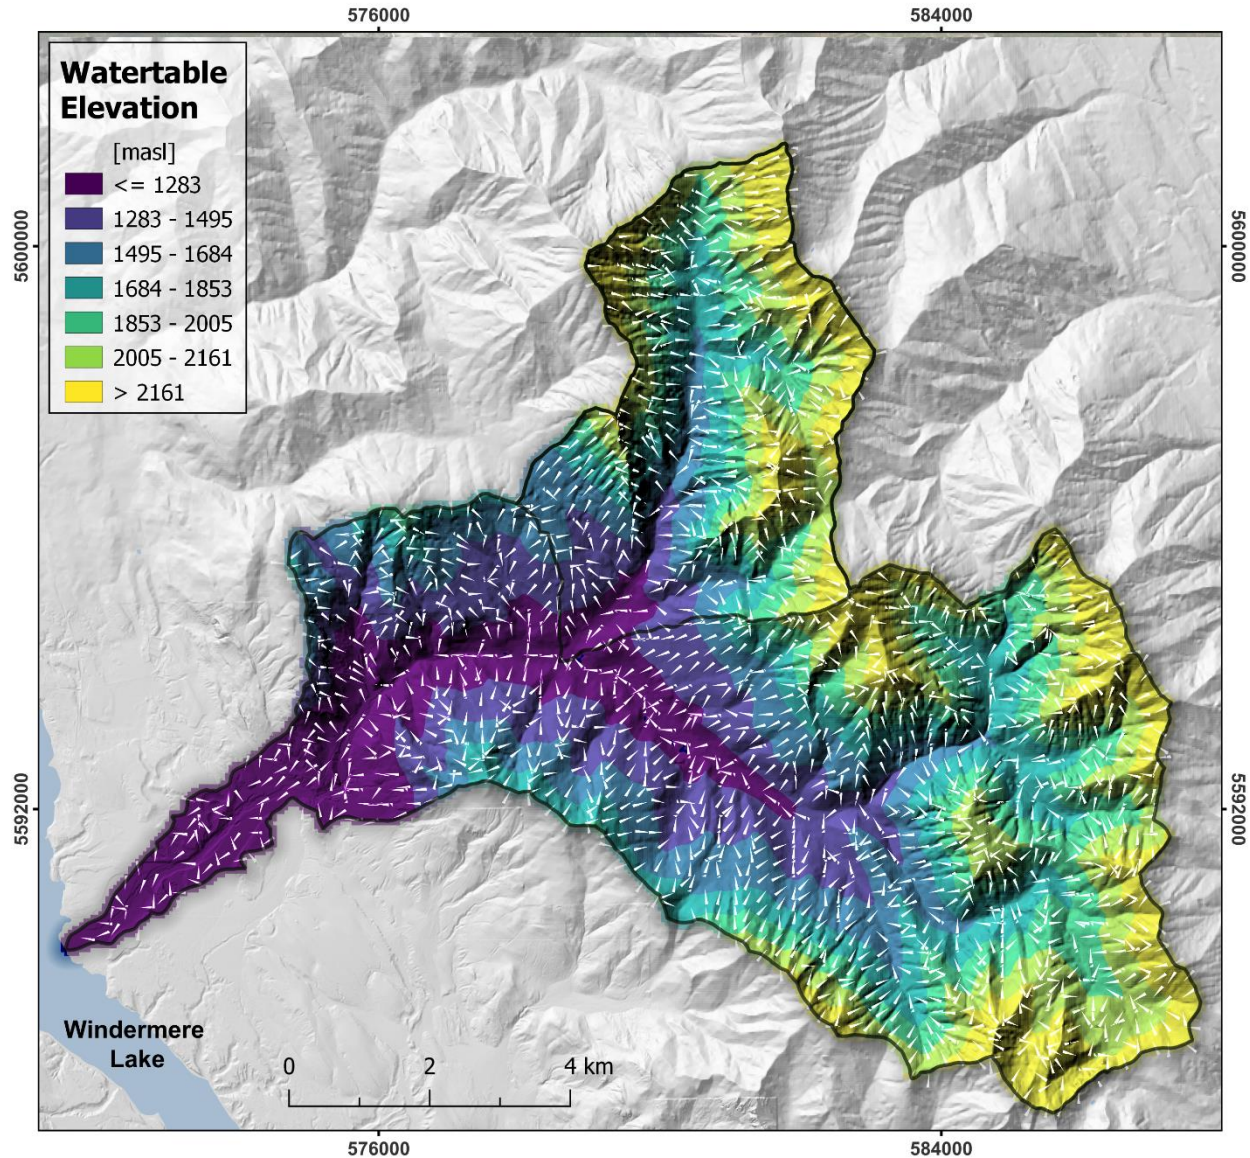 576000
584000
Watertable
Elevation
[masl]
<= 1283
1283 - 1495
1495 - 1684
1684 - 1853
1853 - 2005
2005 - 2161
> 2161
5600000
5600000
5592000
5592000
Windermere
Lake
0 2 4 km
576000
584000